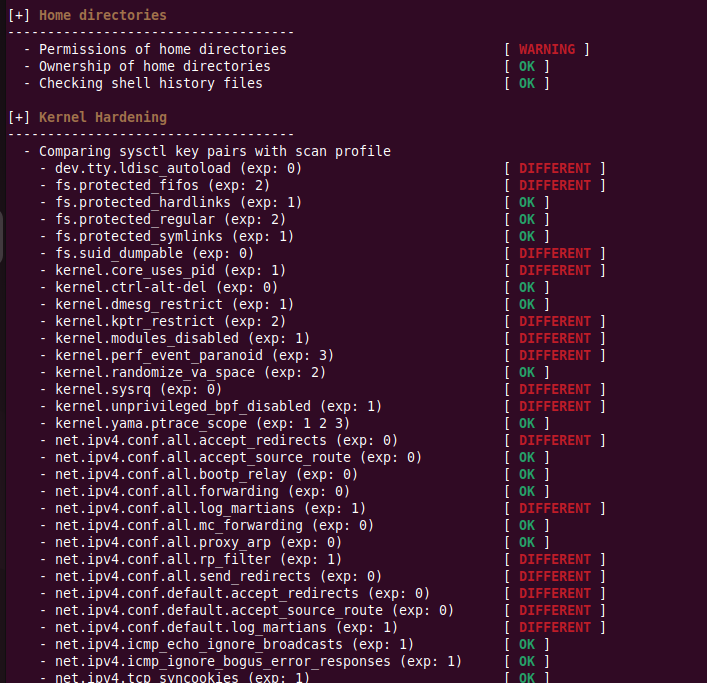 [+] Home directories
------------------------------------
- Permissions of home directories [ WARNING ]
- Ownership of home directories [ OK ]
- Checking shell history files [ OK ]
[+] Kernel Hardening
------------------------------------
- Comparing sysctl key pairs with scan profile
- dev.tty.ldisc_autoload (exp: 0) [ DIFFERENT ]
- fs.protected_fifos (exp: 2) [ DIFFERENT ]
- fs.protected_hardlinks (exp: 1) [ OK ]
- fs.protected_regular (exp: 2) [ OK ]
- fs.protected_symlinks (exp: 1) [ OK ]
- fs.suid_dumpable (exp: 0) [ DIFFERENT ]
- kernel.core_uses_pid (exp: 1) [ DIFFERENT ]
- kernel.ctrl-alt-del (exp: 0) [ OK ]
- kernel.dmesg_restrict (exp: 1) [ OK ]
- kernel.kptr_restrict (exp: 2) [ DIFFERENT ]
- kernel.modules_disabled (exp: 1) [ DIFFERENT ]
- kernel.perf_event_paranoid (exp: 3) [ DIFFERENT ]
- kernel.randomize_va_space (exp: 2) [ OK ]
- kernel.sysrq (exp: 0) [ DIFFERENT ]
- kernel.unprivileged_bpf_disabled (exp: 1) [ DIFFERENT ]
- kernel.yama.ptrace_scope (exp: 1 2 3) [ OK ]
- net.ipv4.conf.all.accept_redirects (exp: 0) [ DIFFERENT ]
- net.ipv4.conf.all.accept_source_route (exp: 0) [ OK ]
- net.ipv4.conf.all.bootp_relay (exp: 0) [ OK ]
- net.ipv4.conf.all.forwarding (exp: 0) [ OK ]
- net.ipv4.conf.all.log_martians (exp: 1) [ DIFFERENT ]
- net.ipv4.conf.all.mc_forwarding (exp: 0) [ OK ]
- net.ipv4.conf.all.proxy_arp (exp: 0) [ OK ]
- net.ipv4.conf.all.rp_filter (exp: 1) [ DIFFERENT ]
- net.ipv4.conf.all.send_redirects (exp: 0) [ DIFFERENT ]
- net.ipv4.conf.default.accept_redirects (exp: 0) [ DIFFERENT ]
- net.ipv4.conf.default.accept_source_route (exp: 0) [ DIFFERENT ]
- net.ipv4.conf.default.log_martians (exp: 1) [ DIFFERENT ]
- net.ipv4.icmp_echo_ignore_broadcasts (exp: 1) [ OK ]
- net.ipv4.icmp_ignore_bogus_error_responses (exp: 1) [ OK ]
- net.ipv4.tcp_syncookies (exp: 1) [ OK ]